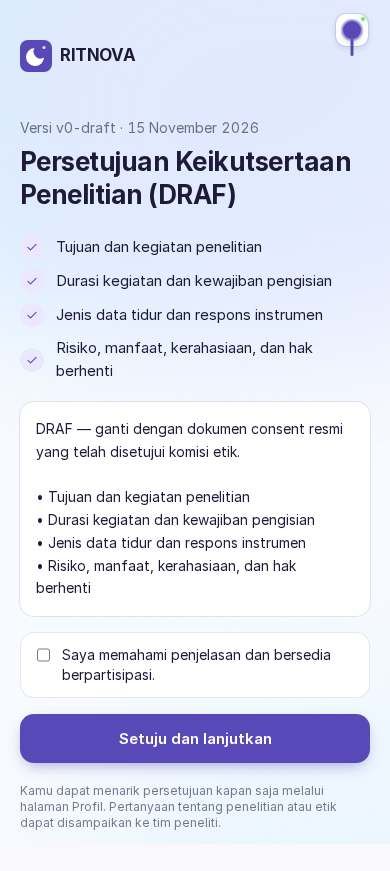 RITNOVA
Versi v0-draft · 15 November 2026
Persetujuan Keikutsertaan
Penelitian (DRAF)
Tujuan dan kegiatan penelitian
Durasi kegiatan dan kewajiban pengisian
Jenis data tidur dan respons instrumen
Risiko, manfaat, kerahasiaan, dan hak
berhenti
DRAF — ganti dengan dokumen consent resmi
yang telah disetujui komisi etik.
• Tujuan dan kegiatan penelitian
• Durasi kegiatan dan kewajiban pengisian
• Jenis data tidur dan respons instrumen
• Risiko, manfaat, kerahasiaan, dan hak
berhenti
Saya memahami penjelasan dan bersedia
berpartisipasi.
Setuju dan lanjutkan
Kamu dapat menarik persetujuan kapan saja melalui
halaman Profil. Pertanyaan tentang penelitian atau etik
dapat disampaikan ke tim peneliti.